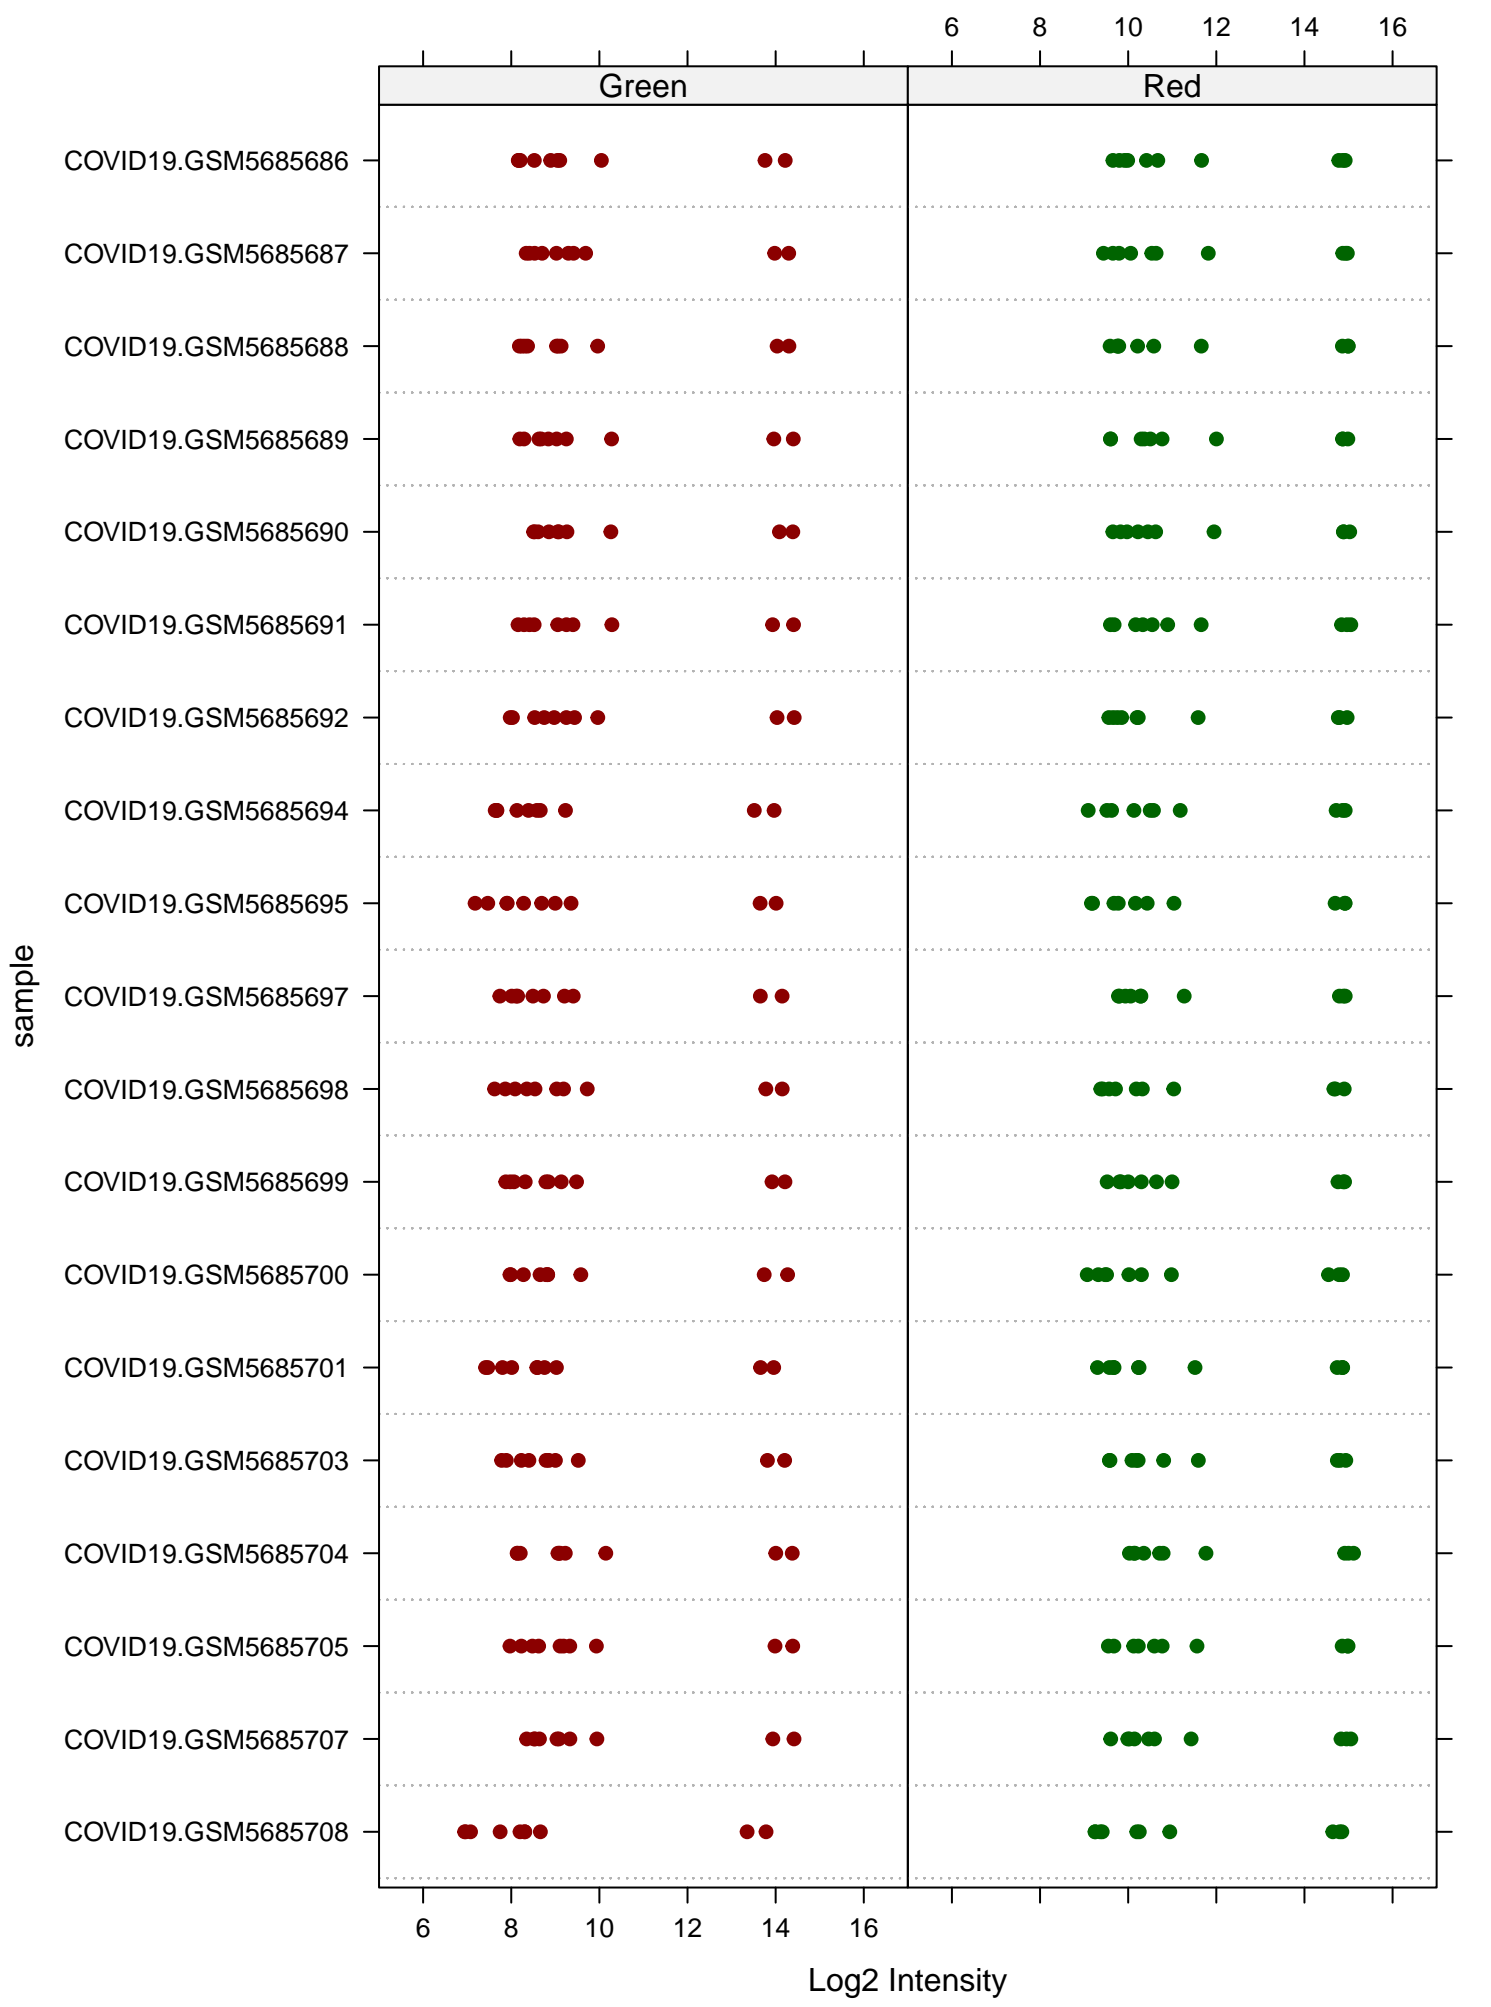 6 8 10 12 14 16
Green Red
COVID19.GSM5685686
COVID19.GSM5685687
COVID19.GSM5685688
COVID19.GSM5685689
COVID19.GSM5685690
COVID19.GSM5685691
COVID19.GSM5685692
COVID19.GSM5685694
COVID19.GSM5685695
COVID19.GSM5685697
COVID19.GSM5685698
COVID19.GSM5685699
COVID19.GSM5685700
COVID19.GSM5685701
COVID19.GSM5685703
COVID19.GSM5685704
COVID19.GSM5685705
COVID19.GSM5685707
COVID19.GSM5685708
sample
6 8 10 12 14 16
Log2 Intensity